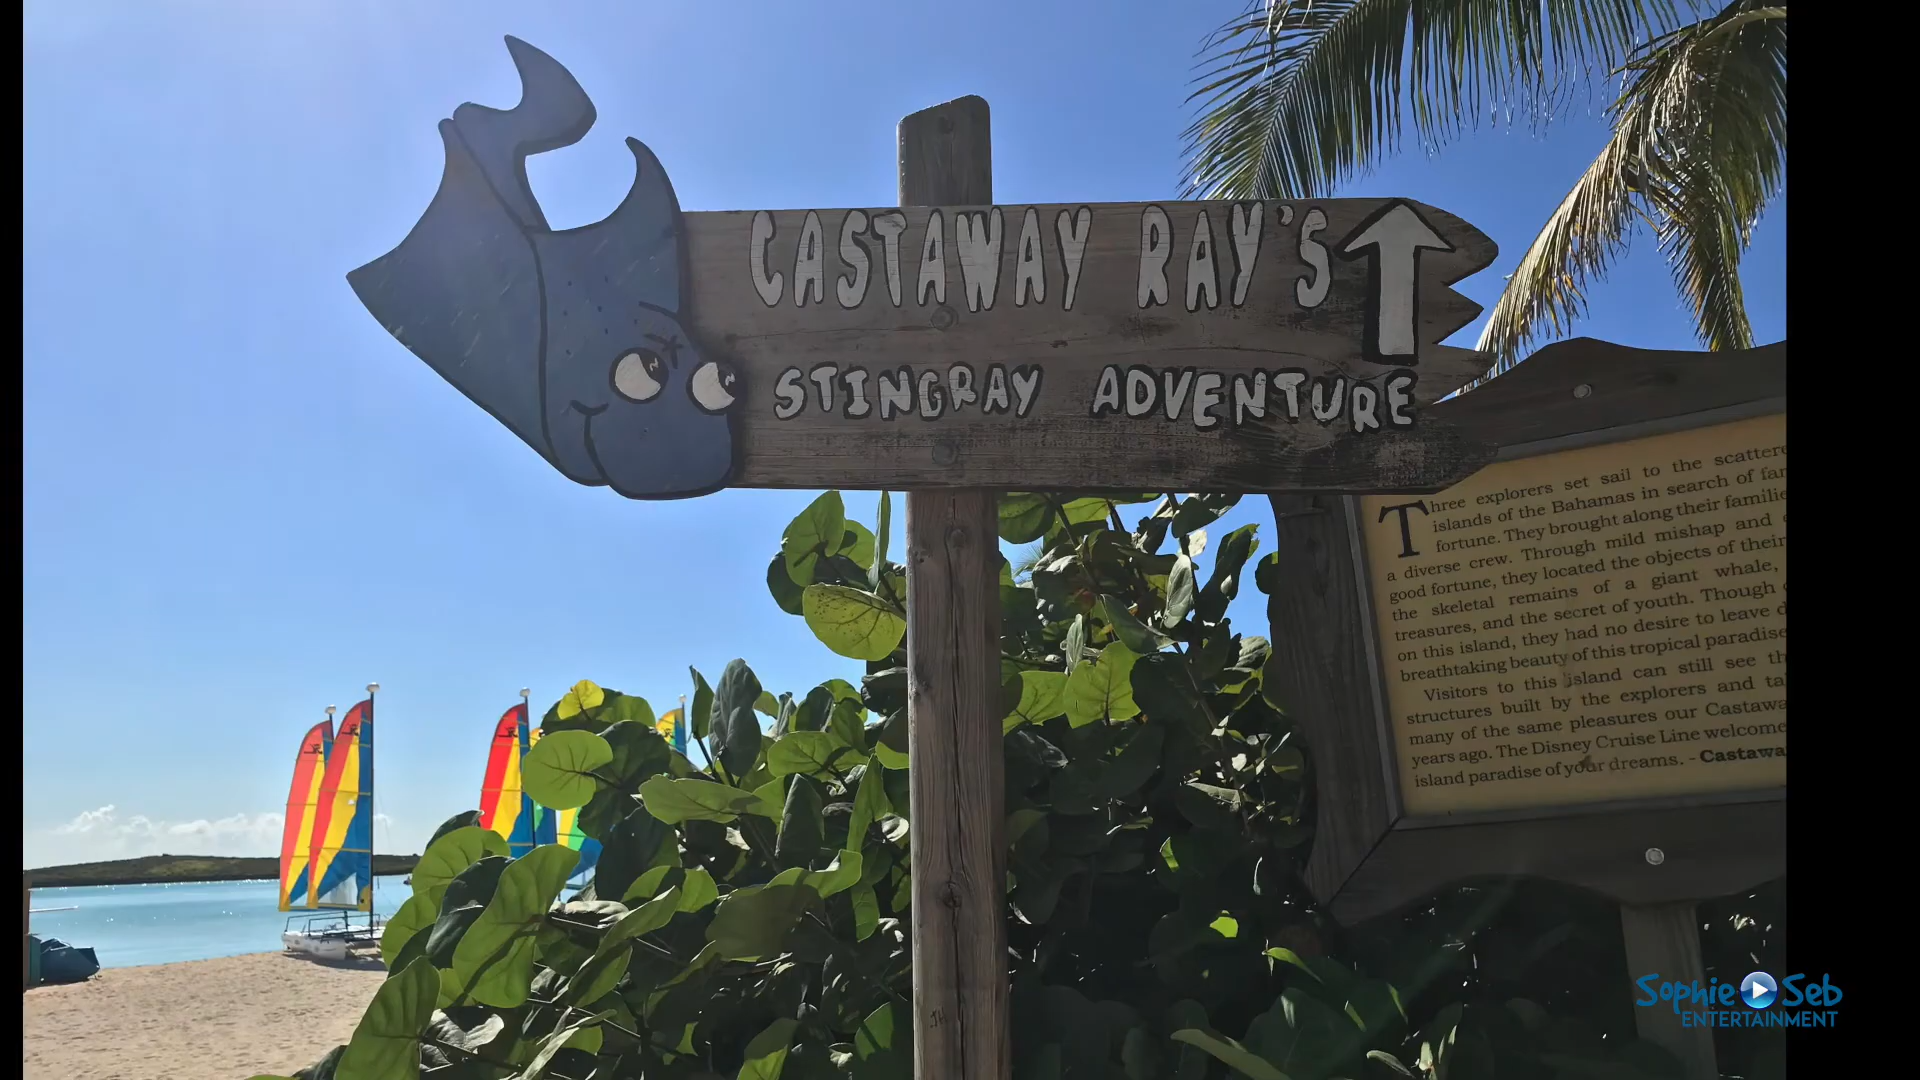 CASTAWAY RAY'S
STINGRAY ADVENTURE
Three explorers set sail to the scattere
islands of the Bahamas in search of fam
fortune. They brought along their familie
a diverse crew. Through mild mishap and
good fortune, they located the objects of their
the skeletal remains of a giant whale,
treasures, and the secret of youth. Though
on this island, they had no desire to leave
breathtaking beauty of this tropical paradise
Visitors to this island can still see th
structures built by the explorers and ta
many of the same pleasures our Castawa
years ago. The Disney Cruise Line welcome
island paradise of your dreams. - Castawa
Sophie Seb
ENTERTAINMENT